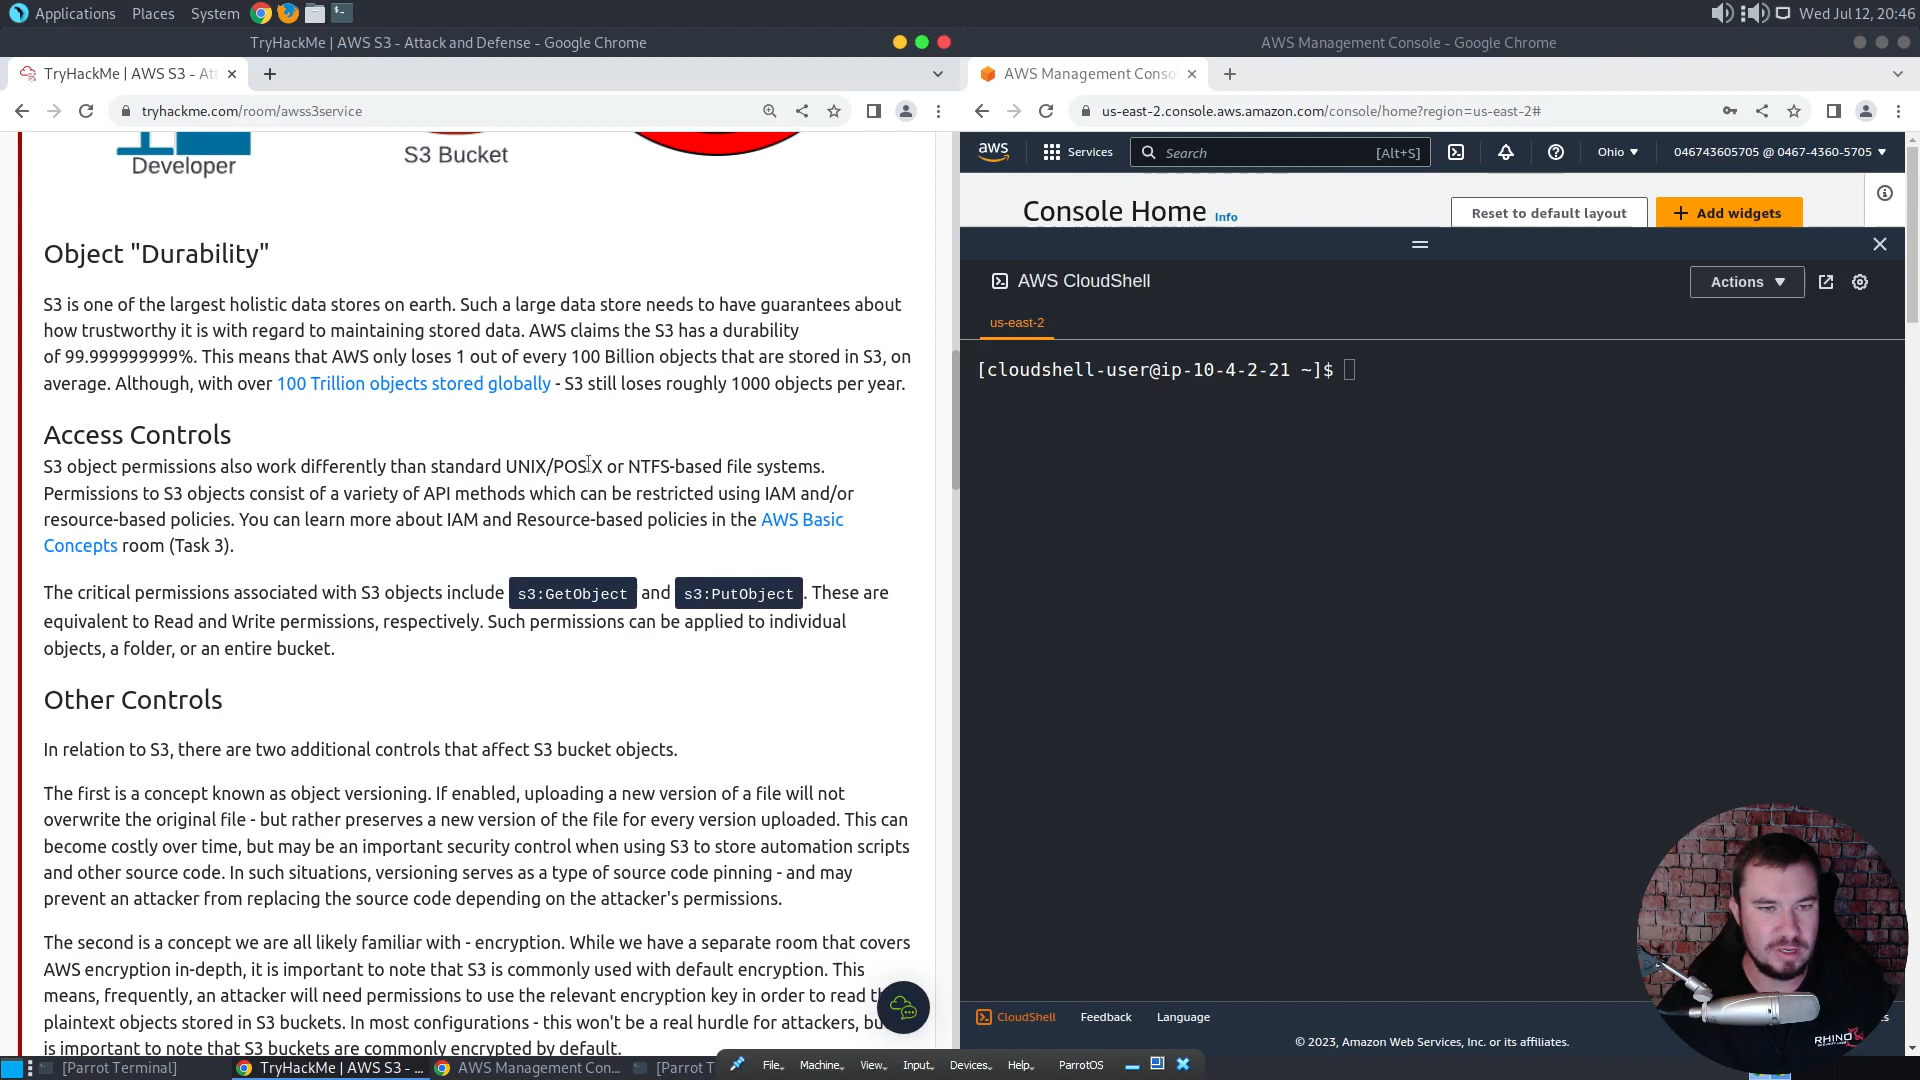 Applications Places System
Wed Jul 12, 20:46
TryHackMe | AWS S3 - Attack and Defense - Google Chrome
AWS Management Console - Google Chrome
TryHackMe | AWS S3 - Att
AWS Management Conso
tryhackme.com/room/awss3service
us-east-2.console.aws.amazon.com/console/home?region=us-east-2#
Developer
S3 Bucket
Object "Durability"
S3 is one of the largest holistic data stores on earth. Such a large data store needs to have guarantees about
how trustworthy it is with regard to maintaining stored data. AWS claims the S3 has a durability
of 99.999999999%. This means that AWS only loses 1 out of every 100 Billion objects that are stored in S3, on
average. Although, with over 100 Trillion objects stored globally - S3 still loses roughly 1000 objects per year.
Access Controls
S3 object permissions also work differently than standard UNIX/POSIX or NTFS-based file systems.
Permissions to S3 objects consist of a variety of API methods which can be restricted using IAM and/or
resource-based policies. You can learn more about IAM and Resource-based policies in the AWS Basic
Concepts room (Task 3).
The critical permissions associated with S3 objects include s3:GetObject and s3:PutObject. These are
equivalent to Read and Write permissions, respectively. Such permissions can be applied to individual
objects, a folder, or an entire bucket.
Other Controls
In relation to S3, there are two additional controls that affect S3 bucket objects.
The first is a concept known as object versioning. If enabled, uploading a new version of a file will not
overwrite the original file - but rather preserves a new version of the file for every version uploaded. This can
become costly over time, but may be an important security control when using S3 to store automation scripts
and other source code. In such situations, versioning serves as a type of source code pinning - and may
prevent an attacker from replacing the source code depending on the attacker's permissions.
The second is a concept we are all likely familiar with - encryption. While we have a separate room that covers
AWS encryption in-depth, it is important to note that S3 is commonly used with default encryption. This
means, frequently, an attacker will need permissions to use the relevant encryption key in order to read
plaintext objects stored in S3 buckets. In most configurations - this won't be a real hurdle for attackers,
is important to note that S3 buckets are commonly encrypted by default.
aws Services Search [Alt+S] Ohio 046743605705 @ 0467-4360-5705
Console Home Info Reset to default layout Add widgets
AWS CloudShell Actions
us-east-2
[cloudshell-user@ip-10-4-2-21 ~]$
CloudShell Feedback Language
© 2023, Amazon Web Services, Inc. or its affiliates.
RHINO
[Parrot Terminal] TryHackMe | AWS S3 - ... AWS Management Con... [Parrot T
File Machine View Input Devices Help ParrotOS